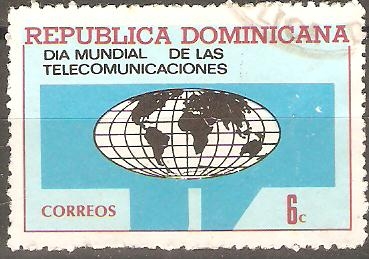 REPUBLICA DOMINICANA
DIA MUNDIAL DE LAS
TELECOMUNICACIONES
CORREOS
6c